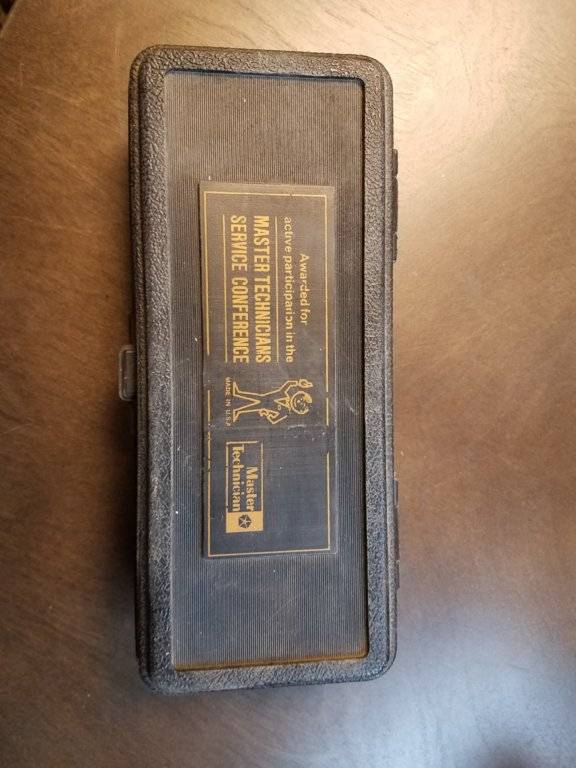 Awarded for
active participation in the
MASTER TECHNICIANS
SERVICE CONFERENCE
MADE IN U.S.A
Master
Technician